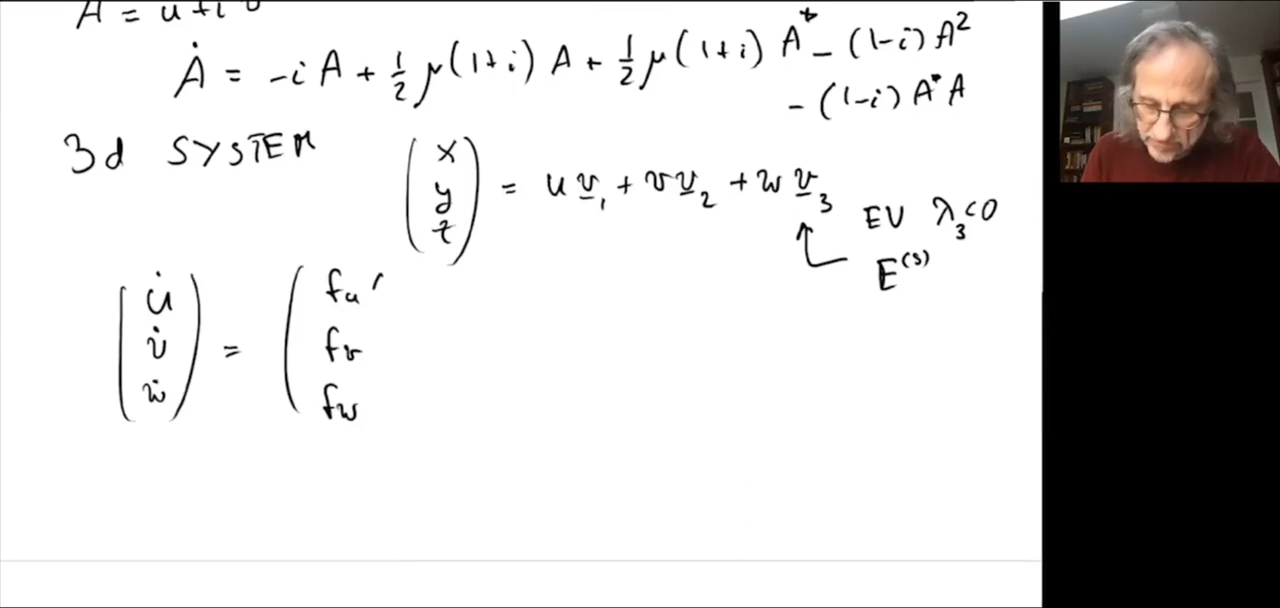 A = u + i v
Ȧ = -i A + 1/2 μ(1+i) A + 1/2 μ(1+i) A* - (1-i) A²
- (1-i) A* A
3d SYSTEM
(x y z) = u v₁ + v v₂ + w v₃
EV λ₃<0
E⁽ˢ⁾
(u̇ v̇ ẇ) = ( fu( fv fw